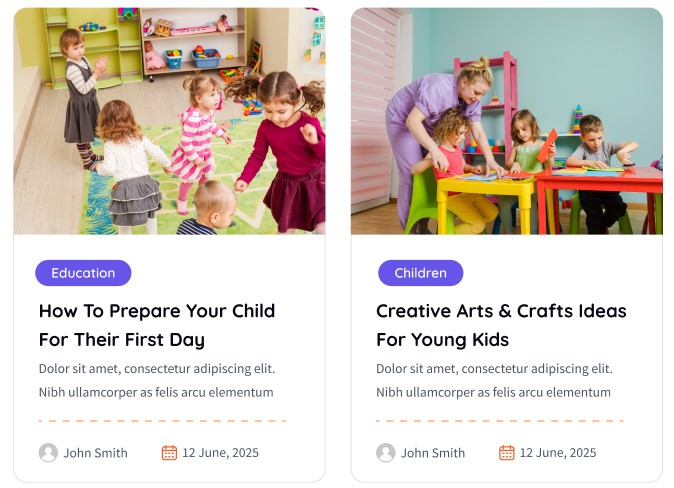 Education
How To Prepare Your Child
For Their First Day
Dolor sit amet, consectetur adipiscing elit.
Nibh ullamcorper as felis arcu elementum
John Smith
12 June, 2025
Children
Creative Arts & Crafts Ideas
For Young Kids
Dolor sit amet, consectetur adipiscing elit.
Nibh ullamcorper as felis arcu elementum
John Smith
12 June, 2025